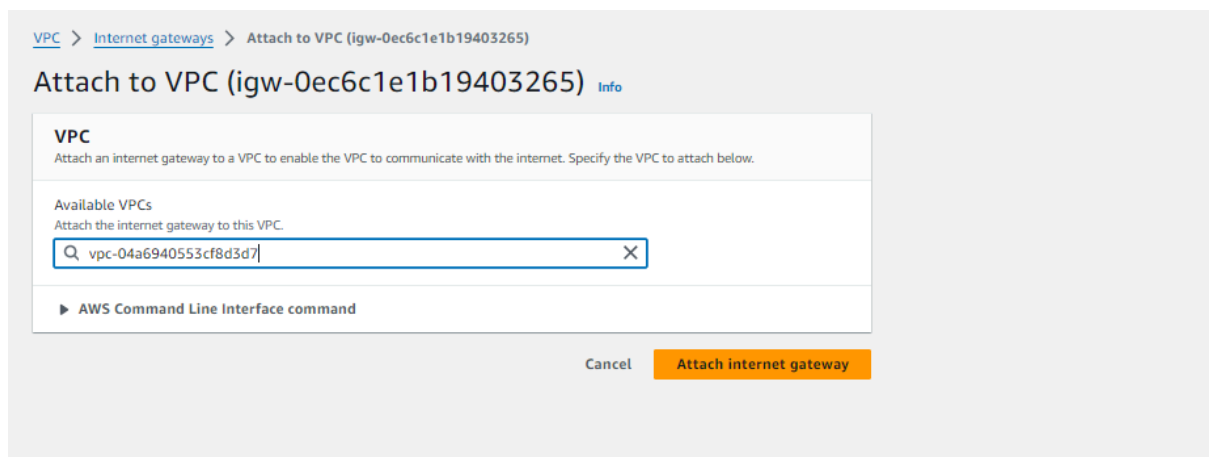 VPC > Internet gateways > Attach to VPC (igw-0ec6c1e1b19403265)
Attach to VPC (igw-0ec6c1e1b19403265) Info
VPC
Attach an internet gateway to a VPC to enable the VPC to communicate with the internet. Specify the VPC to attach below.
Available VPCs
Attach the internet gateway to this VPC.
vpc-04a6940553cf8d3d7
AWS Command Line Interface command
Cancel Attach internet gateway